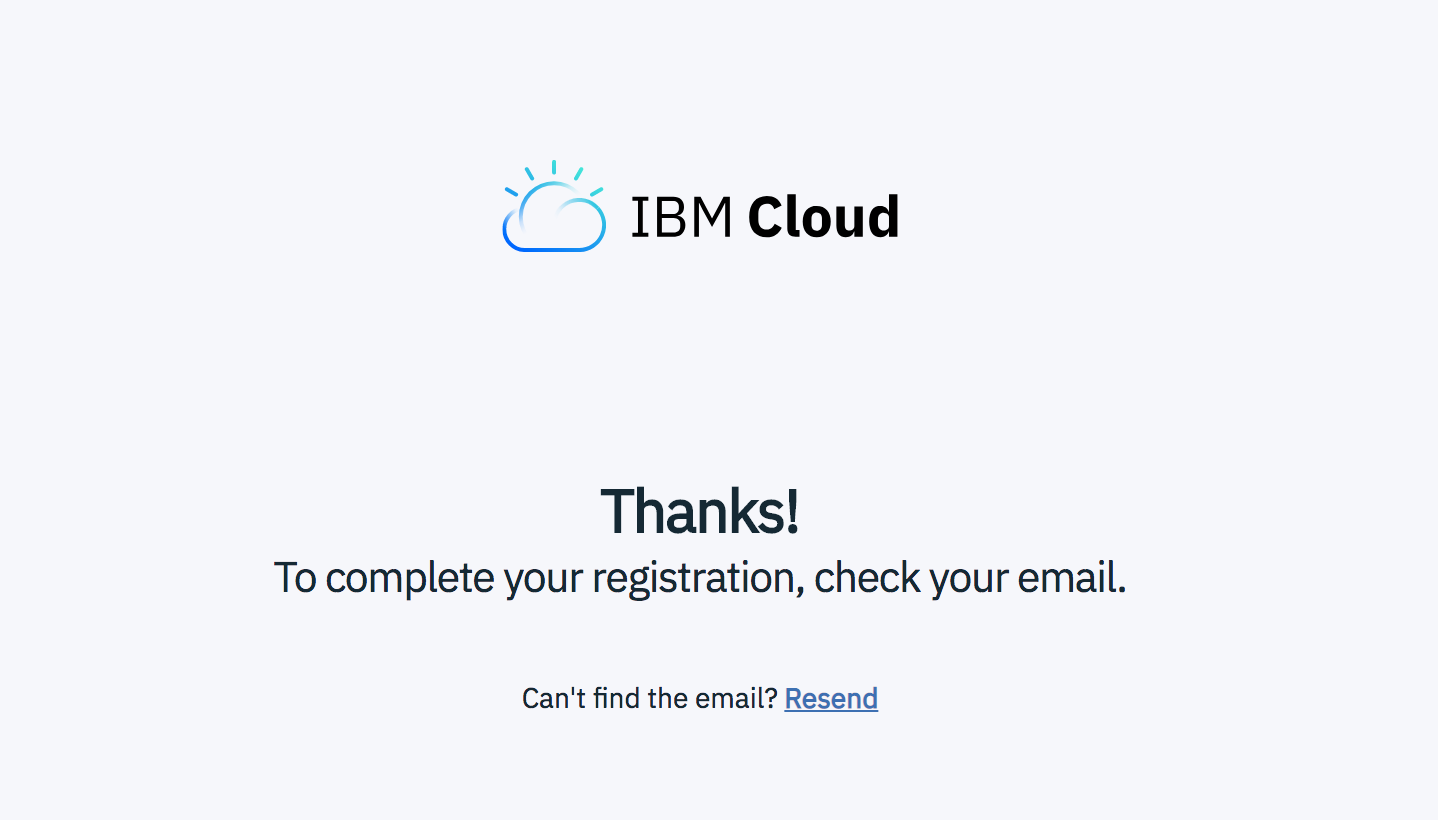 IBM Cloud
Thanks!
To complete your registration, check your email.
Can't find the email? Resend